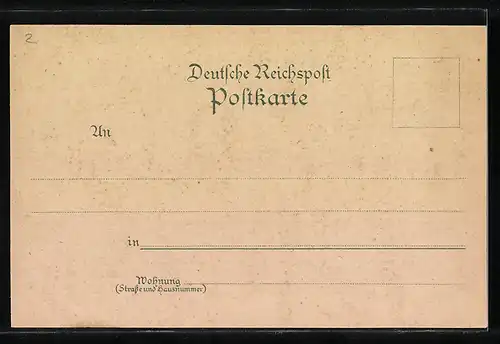 2
Deutsche Reichspost
Postkarte
An
in
Wohnung
(Straße und Hausnummer)